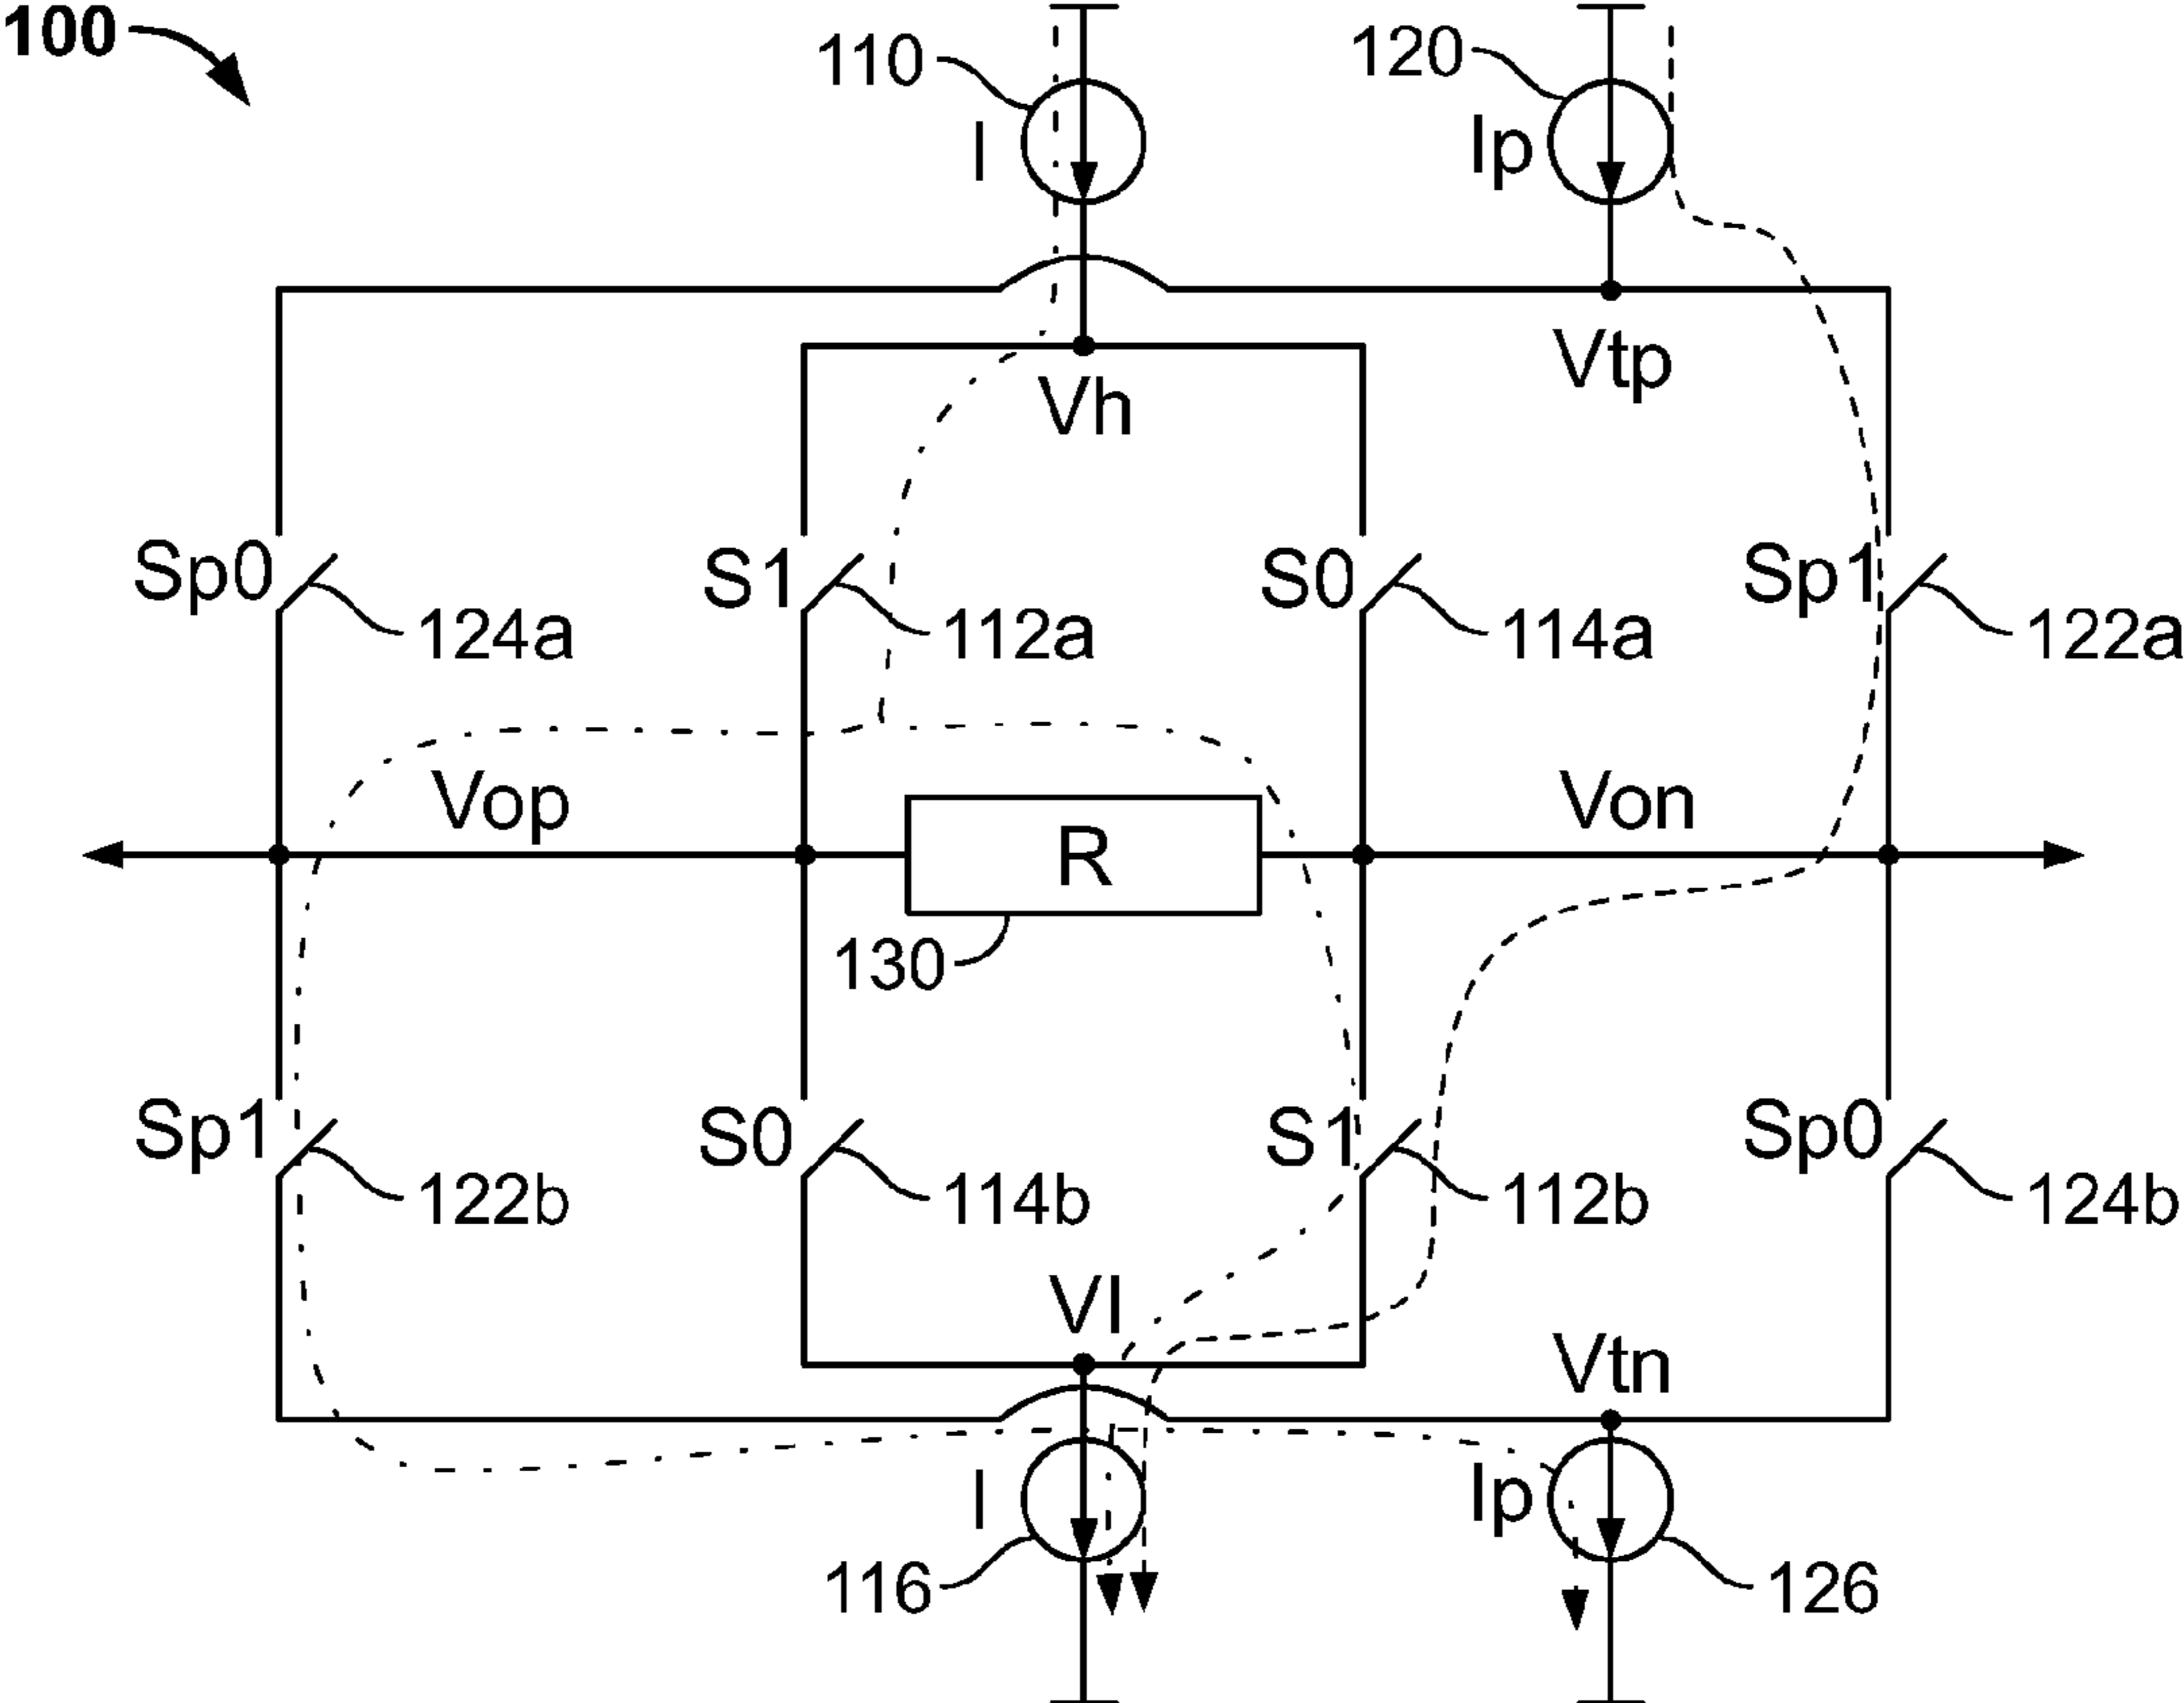 100
110
120
I
Ip
Vh
Vtp
Sp0
S1
S0
Sp1
124a
112a
114a
122a
Vop
Von
R
130
Sp1
S0
S1
Sp0
122b
114b
112b
124b
Vl
Vtn
I
Ip
116
126